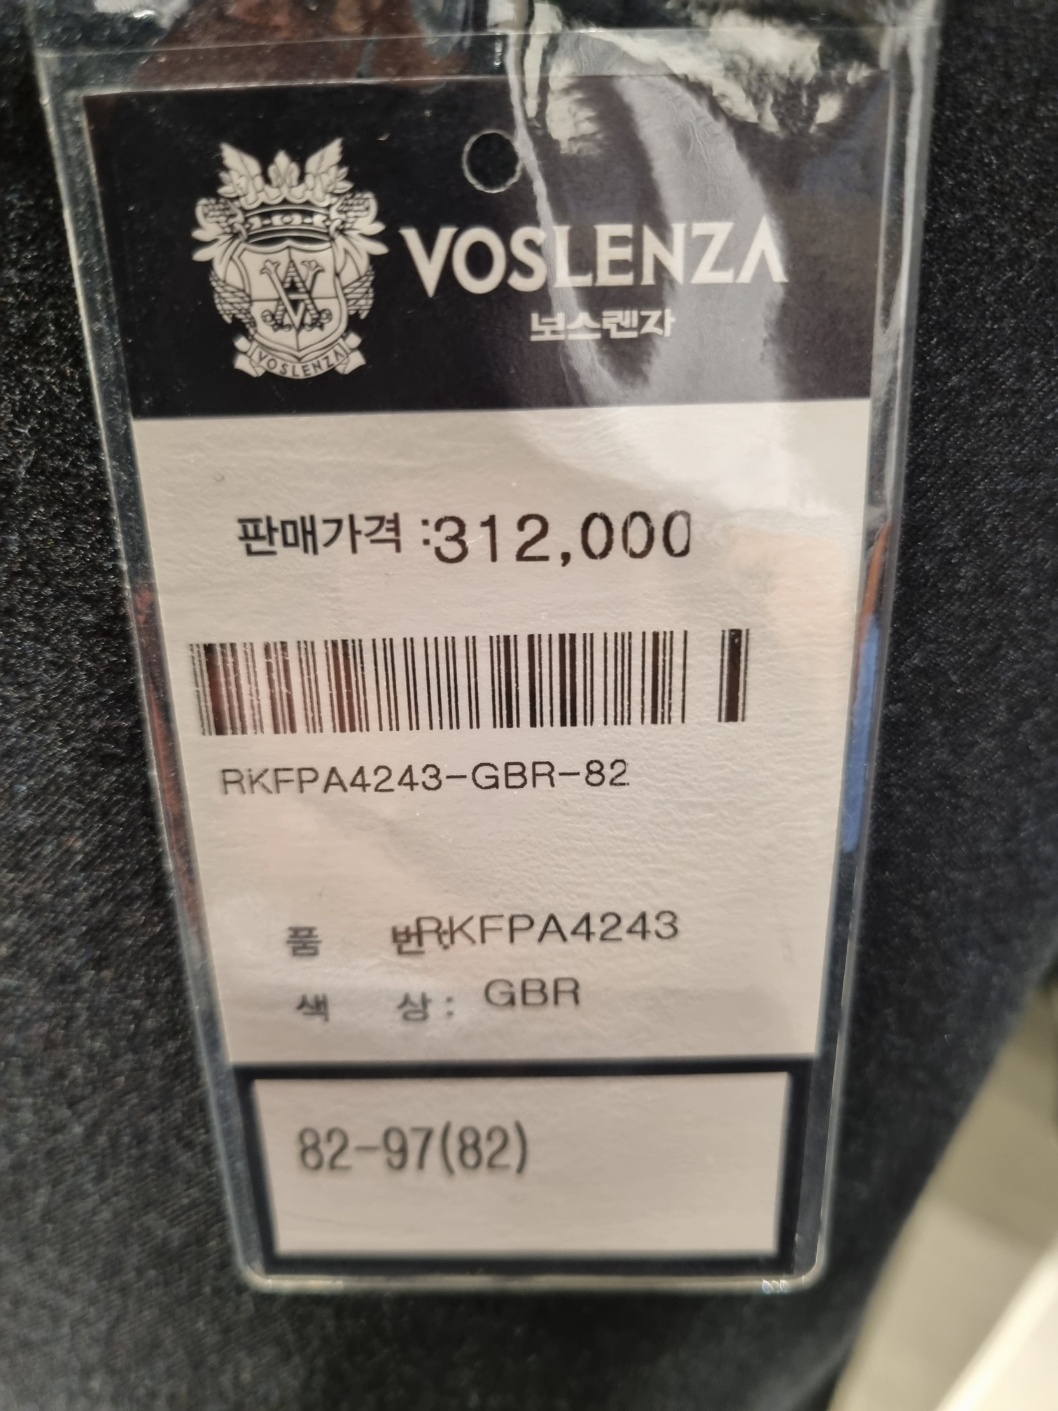 VOSLENZA
보스렌자
VOSLENZA
판매가격 :312,000
RKFPA4243-GBR-82
품 번:RKFPA4243
색 상: GBR
82-97(82)